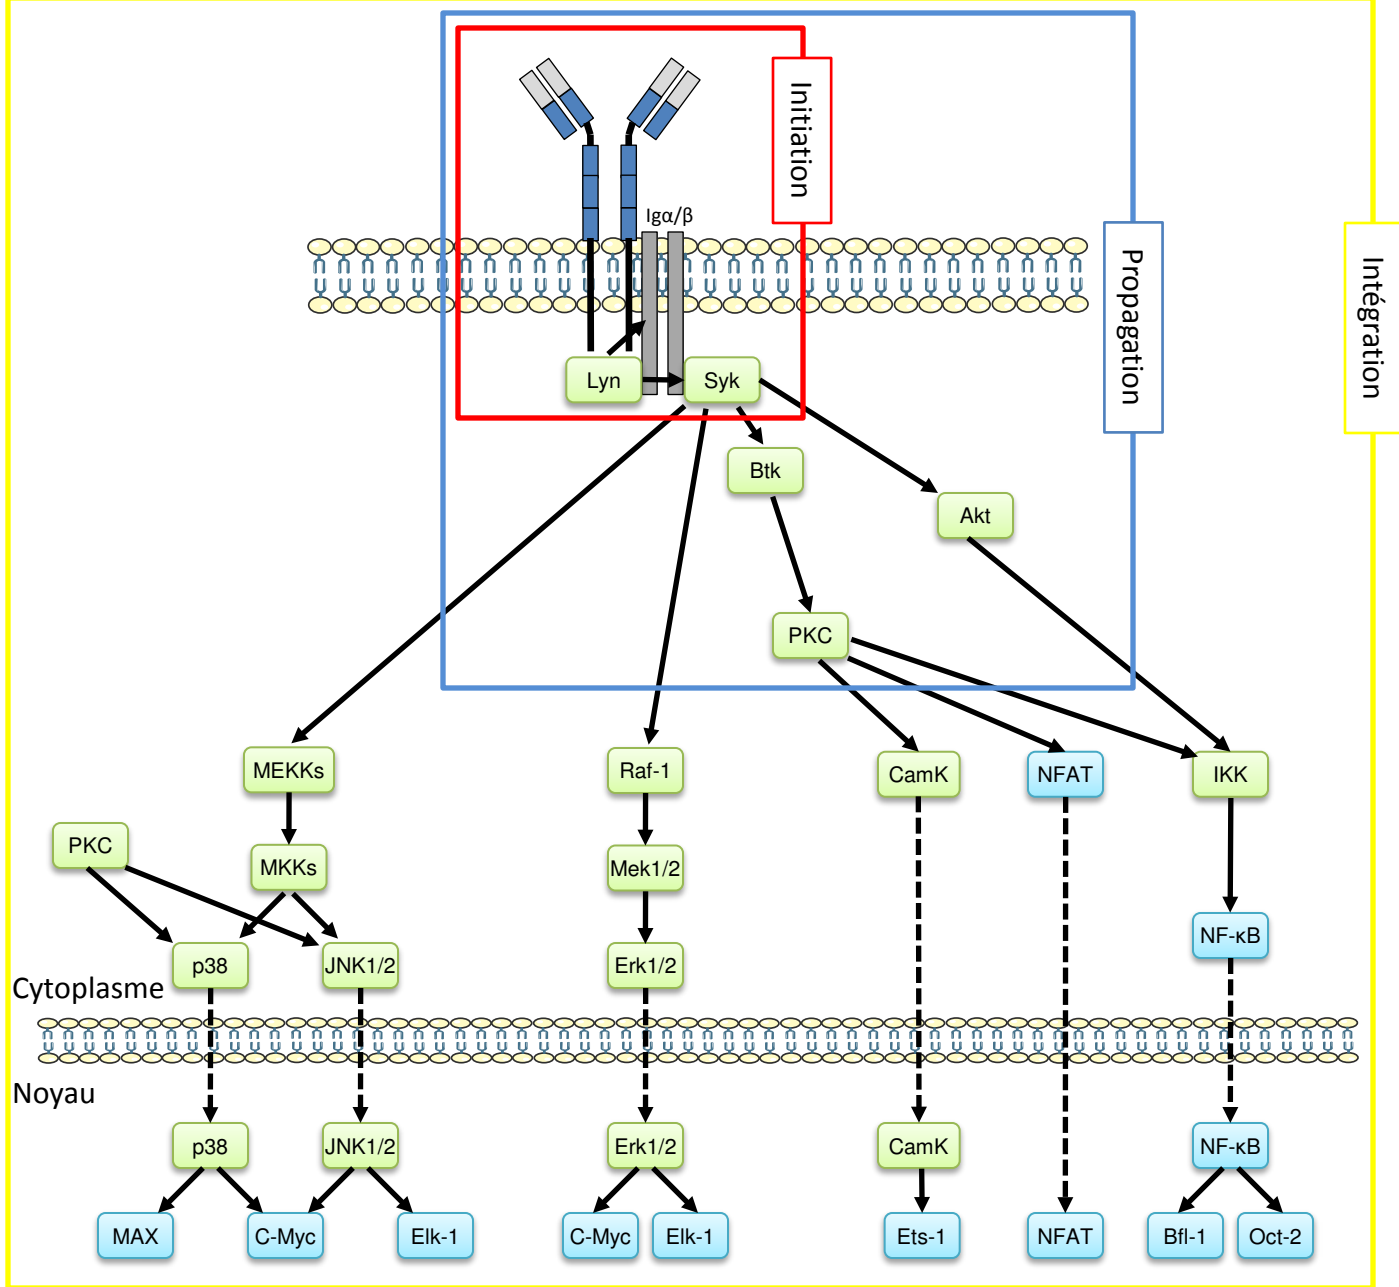 Initiation
Igα/β
Propagation
Intégration
Lyn
Syk
Btk
Akt
PKC
MEKKs
Raf-1
CamK
NFAT
IKK
PKC
MKKs
Mek1/2
NF-κB
p38
JNK1/2
Erk1/2
Cytoplasme
Noyau
p38
JNK1/2
Erk1/2
CamK
NF-κB
MAX
C-Myc
Elk-1
C-Myc
Elk-1
Ets-1
NFAT
Bfl-1
Oct-2